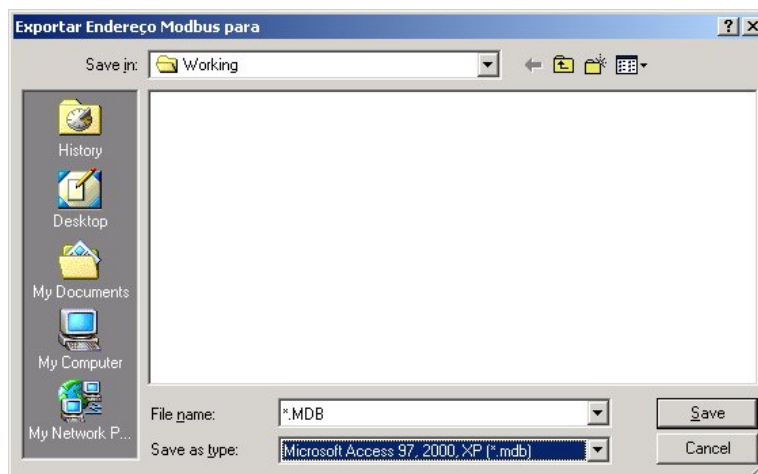 Exportar Endereço Modbus para
Save in:
Working
History
Desktop
My Documents
My Computer
My Network P...
File name:
*.MDB
Save
Save as type:
Microsoft Access 97, 2000, XP (*.mdb)
Cancel